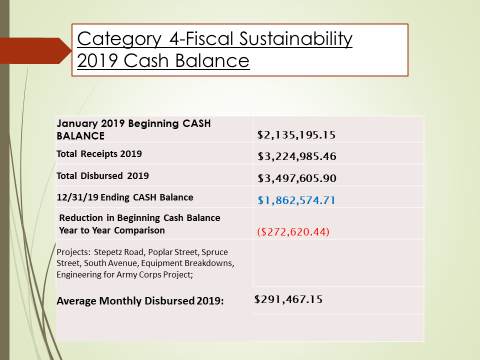 Category 4-Fiscal Sustainability
2019 Cash Balance
January 2019 Beginning CASH
BALANCE
$2,135,195.15
Total Receipts 2019
$3,224,985.46
Total Disbursed 2019
$3,497,605.90
12/31/19 Ending CASH Balance
$1,862,574.71
Reduction in Beginning Cash Balance
Year to Year Comparison
($272,620.44)
Projects: Stepetz Road, Poplar Street, Spruce
Street, South Avenue, Equipment Breakdowns,
Engineering for Army Corps Project;
Average Monthly Disbursed 2019:
$291,467.15